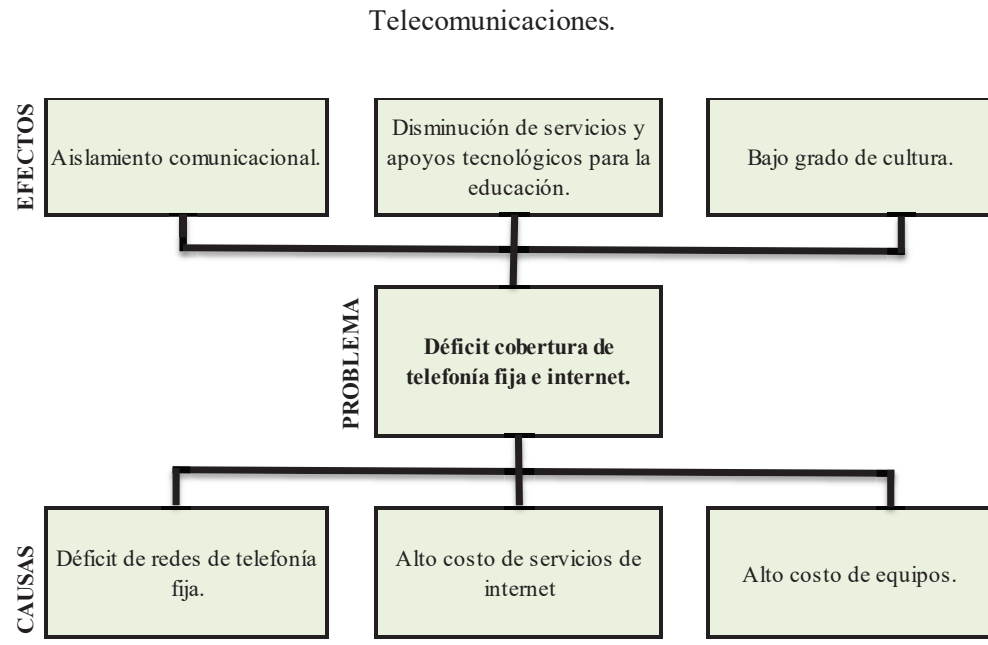 Telecomunicaciones.
EFECTOS
Aislamiento comunicacional.
Disminución de servicios y
apoyos tecnológicos para la
educación.
Bajo grado de cultura.
PROBLEMA
Déficit cobertura de
telefonía fija e internet.
CAUSAS
Déficit de redes de telefonía
fija.
Alto costo de servicios de
internet
Alto costo de equipos.